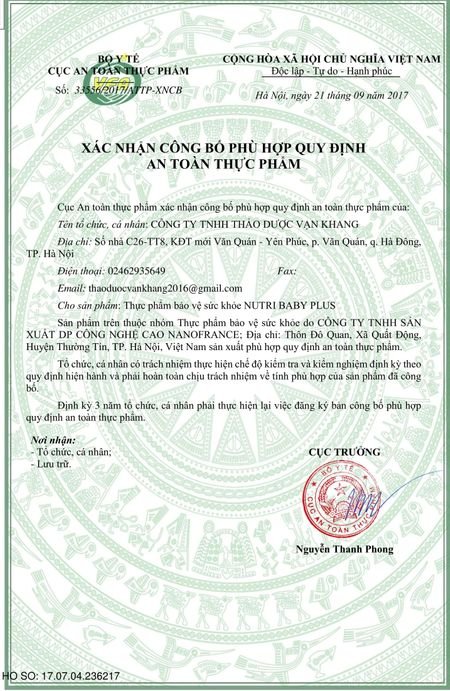 BỘ Y TẾ
CỤC AN TOÀN THỰC PHẨM
Số: 33556/2017/ATTP-XNCB
CỘNG HÒA XÃ HỘI CHỦ NGHĨA VIỆT NAM
Độc lập - Tự do - Hạnh phúc
Hà Nội, ngày 21 tháng 09 năm 2017
XÁC NHẬN CÔNG BỐ PHÙ HỢP QUY ĐỊNH
AN TOÀN THỰC PHẨM
Cục An toàn thực phẩm xác nhận công bố phù hợp quy định an toàn thực phẩm của:
Tên tổ chức, cá nhân: CÔNG TY TNHH THẢO DƯỢC VẠN KHANG
Địa chỉ: Số nhà C26-TT8, KĐT mới Văn Quán - Yên Phúc, p. Văn Quán, q. Hà Đông,
TP. Hà Nội
Điện thoại: 02462935649 Fax:
Email: thaoduocvankhang2016@gmail.com
Cho sản phẩm: Thực phẩm bảo vệ sức khỏe NUTRI BABY PLUS
Sản phẩm trên thuộc nhóm Thực phẩm bảo vệ sức khỏe do CÔNG TY TNHH SẢN
XUẤT DP CÔNG NGHỆ CAO NANOFRANCE; Địa chỉ: Thôn Đô Quan, Xã Quất Động,
Huyện Thường Tín, TP. Hà Nội, Việt Nam sản xuất phù hợp quy định an toàn thực phẩm.
Tổ chức, cá nhân có trách nhiệm thực hiện chế độ kiểm tra và kiểm nghiệm định kỳ theo
quy định hiện hành và phải hoàn toàn chịu trách nhiệm về tính phù hợp của sản phẩm đã công
bố.
Định kỳ 3 năm tổ chức, cá nhân phải thực hiện lại việc đăng ký bản công bố phù hợp
quy định an toàn thực phẩm.
Nơi nhận:
- Tổ chức, cá nhân;
- Lưu trữ.
CỤC TRƯỞNG
BỘ Y TẾ
CỤC AN TOÀN THỰC
Nguyễn Thanh Phong
HO SO: 17.07.04.236217